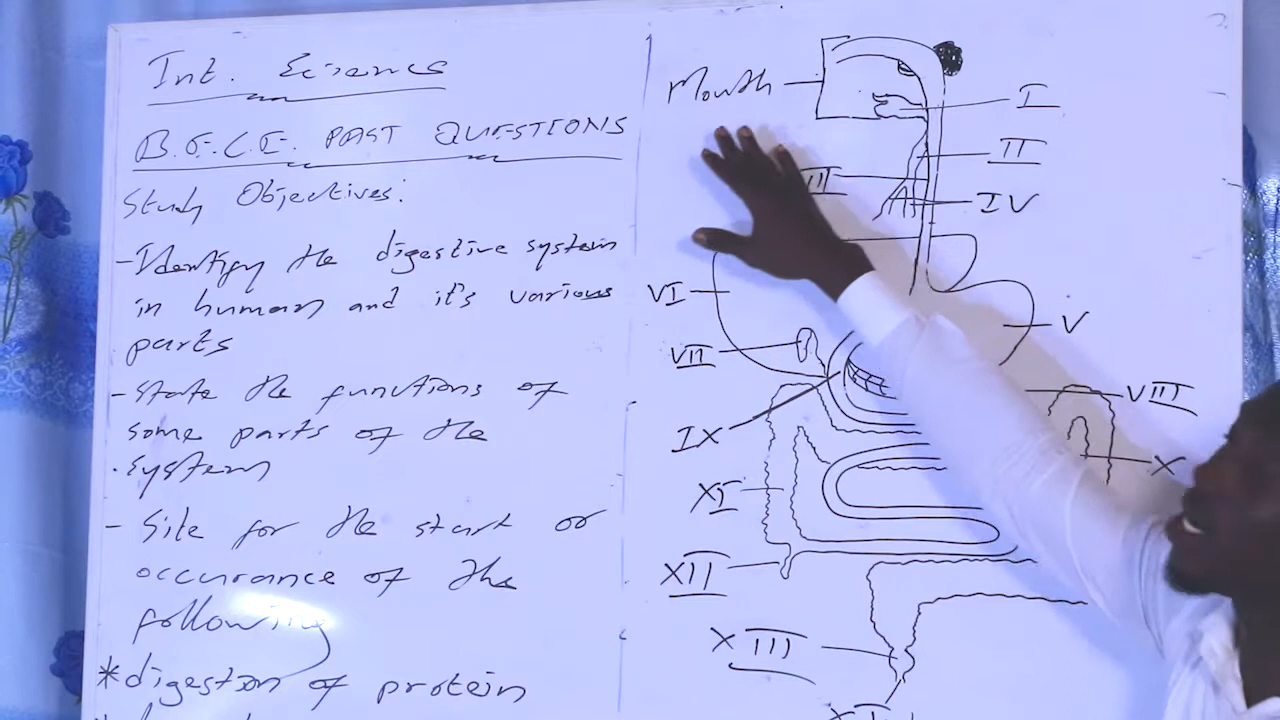 Int. Science
B.E.C.E. PAST QUESTIONS
Study Objectives:
-Identify the digestive system
in human and it's various
parts
-State the functions of
some parts of the
system
- Site for the start or
occurance of the
following
*digestion of protein
Mouth
I
II
III
IV
VI
V
VII
VIII
IX
X
XI
XII
XIII